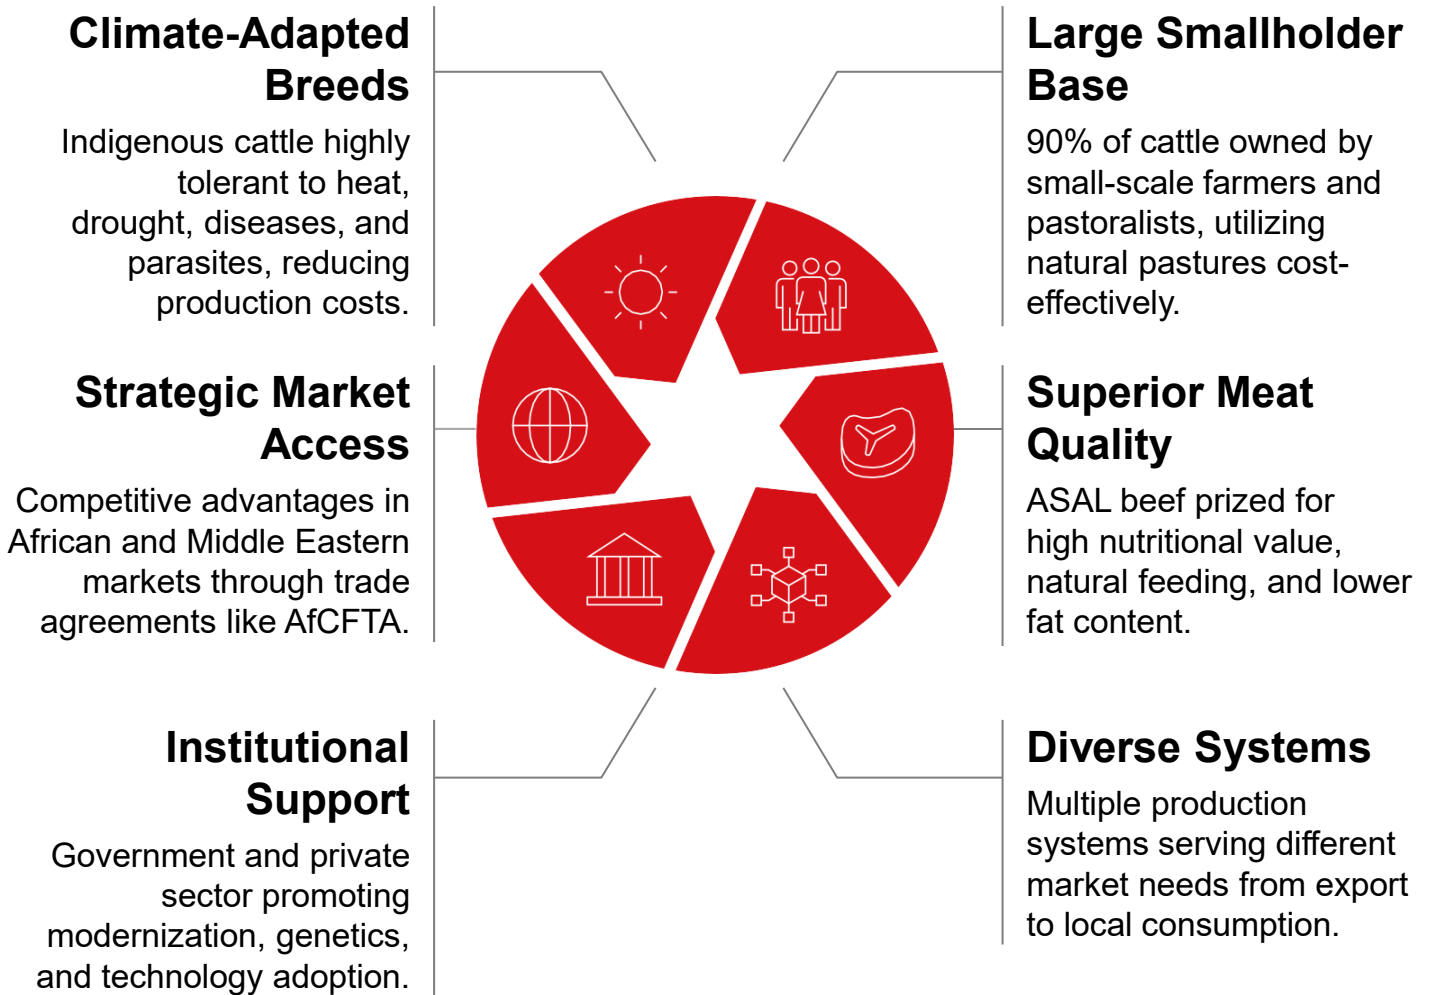 Climate-Adapted
Breeds
Indigenous cattle highly
tolerant to heat,
drought, diseases, and
parasites, reducing
production costs.
Large Smallholder
Base
90% of cattle owned by
small-scale farmers and
pastoralists, utilizing
natural pastures cost-
effectively.
Strategic Market
Access
Competitive advantages in
African and Middle Eastern
markets through trade
agreements like AfCFTA.
Superior Meat
Quality
ASAL beef prized for
high nutritional value,
natural feeding, and lower
fat content.
Institutional
Support
Government and private
sector promoting
modernization, genetics,
and technology adoption.
Diverse Systems
Multiple production
systems serving different
market needs from export
to local consumption.